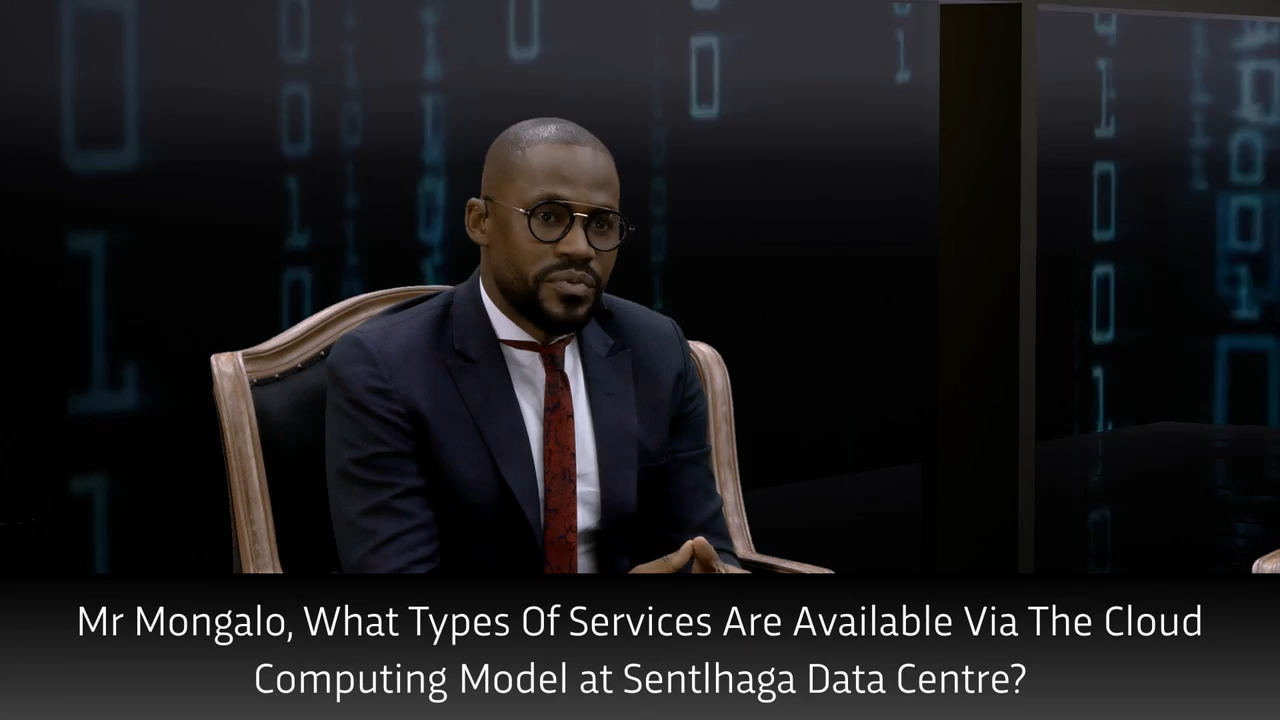 Mr Mongalo, What Types Of Services Are Available Via The Cloud
Computing Model at Sentlhaga Data Centre?